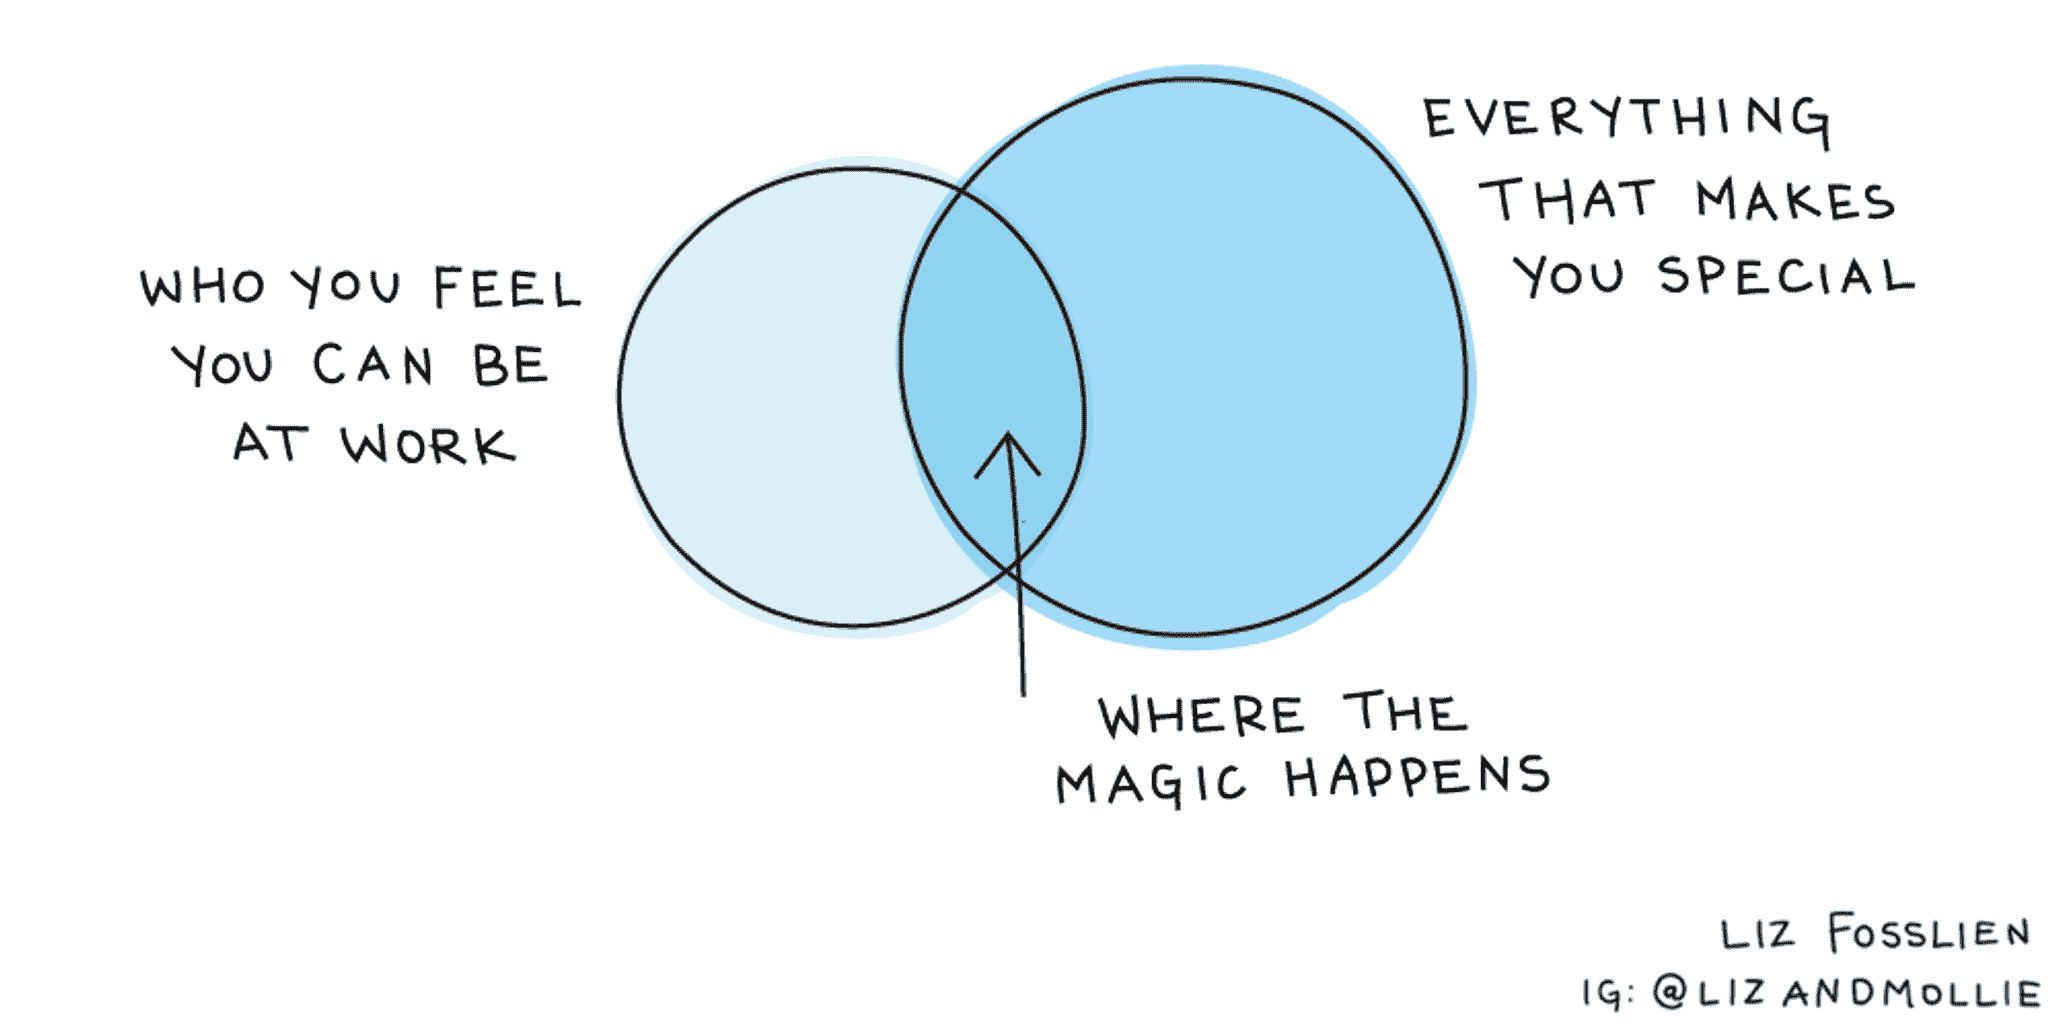 WHO YOU FEEL
YOU CAN BE
AT WORK
EVERYTHING
THAT MAKES
YOU SPECIAL
WHERE THE
MAGIC HAPPENS
LIZ FOSSLIEN
IG: @LIZANDMOLLIE